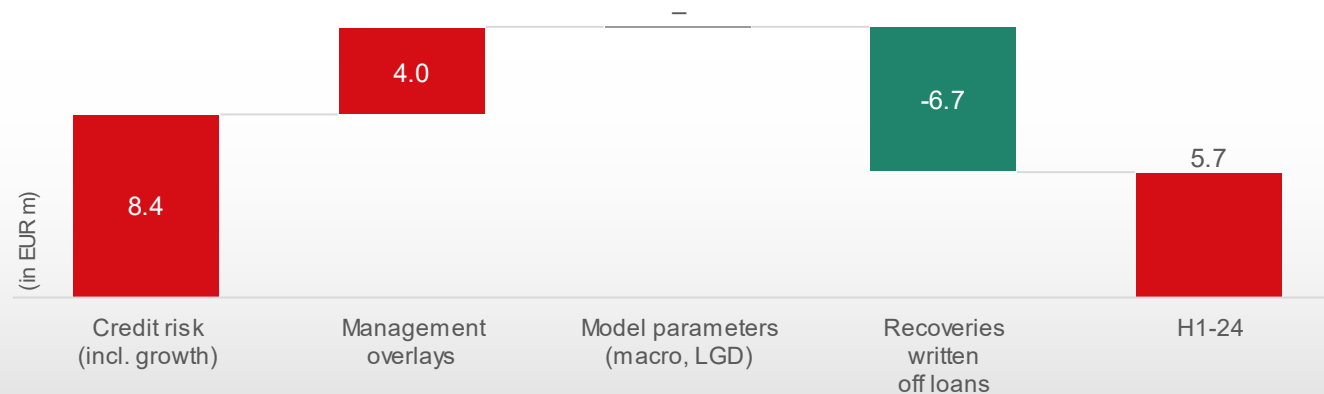 –
4.0
-6.7
5.7
8.4
(in EUR m)
Credit risk
(incl. growth)
Management
overlays
Model parameters
(macro, LGD)
Recoveries
written
off loans
H1-24